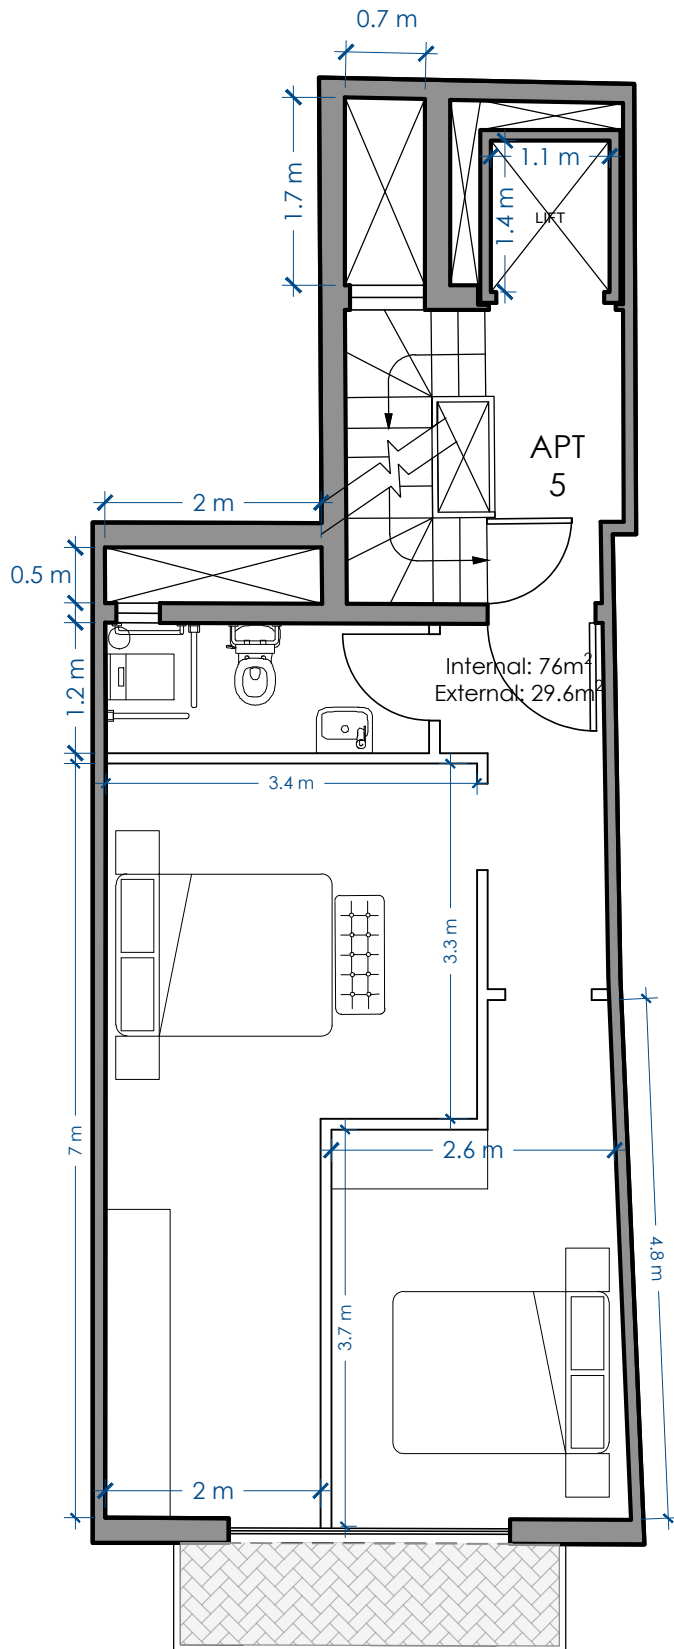 0.7 m
1.7 m
1.1 m
1.4 m
LIFT
APT
5
2 m
0.5 m
1.2 m
Internal: 76m²
External: 29.6m²
3.4 m
3.3 m
7 m
2.6 m
4.8 m
3.7 m
2 m